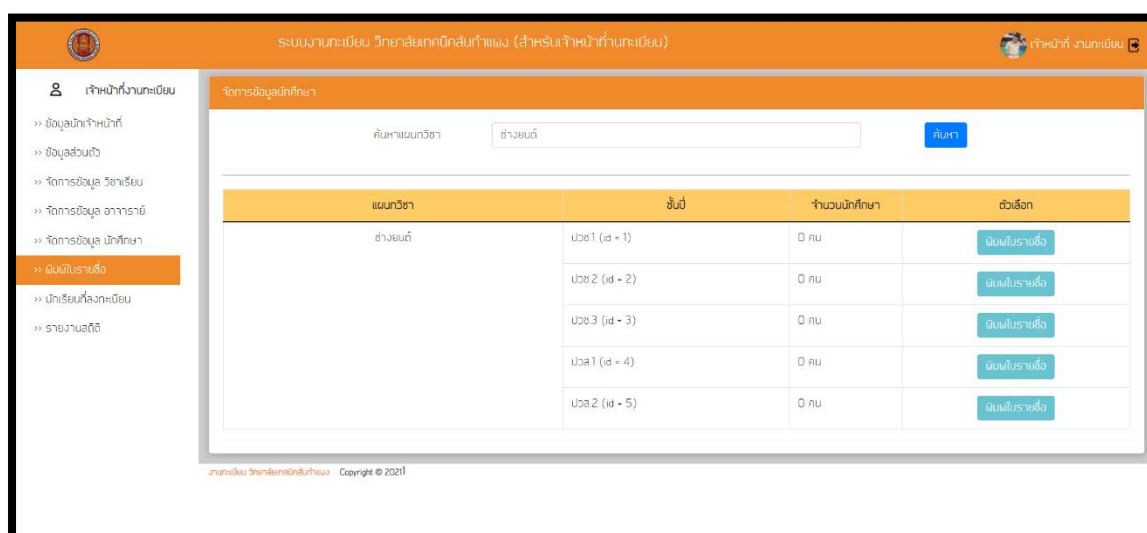 ระบบงานทะเบียน วิทยาลัยเทคนิคสันกำแพง (สำหรับเจ้าหน้าที่งานทะเบียน)
เจ้าหน้าที่ งานทะเบียน
เจ้าหน้าที่งานทะเบียน
จัดการข้อมูลนักศึกษา
>> ข้อมูลนักเจ้าหน้าที่
>> ข้อมูลส่วนตัว
>> จัดการข้อมูล วิชาเรียน
>> จัดการข้อมูล อาจารย์
>> จัดการข้อมูล นักศึกษา
>> พิมพ์ใบรายชื่อ
>> นักเรียนที่ลงทะเบียน
>> รายงานสถิติ
ค้นหาแผนกวิชา ช่างยนต์ ค้นหา
แผนกวิชา ชั้นปี จำนวนนักศึกษา ตัวเลือก
ช่างยนต์ ปวช.1 (id = 1) 0 คน พิมพ์ใบรายชื่อ
ปวช.2 (id = 2) 0 คน พิมพ์ใบรายชื่อ
ปวช.3 (id = 3) 0 คน พิมพ์ใบรายชื่อ
ปวส.1 (id = 4) 0 คน พิมพ์ใบรายชื่อ
ปวส.2 (id = 5) 0 คน พิมพ์ใบรายชื่อ
งานทะเบียน วิทยาลัยเทคนิคสันกำแพง Copyright © 2021